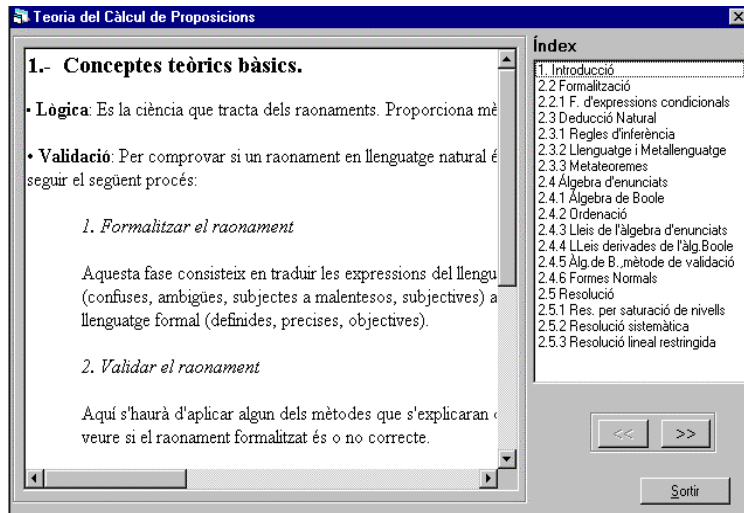 Teoria del Càlcul de Proposicions
1.- Conceptes teòrics bàsics.
• Lògica: Es la ciència que tracta dels raonaments. Proporciona mè
• Validació: Per comprovar si un raonament en llenguatge natural é
seguir el següent procés:
1. Formalitzar el raonament
Aquesta fase consisteix en traduir les expressions del llengu
(confuses, ambigües, subjectes a malentesos, subjectives) a
llenguatge formal (definides, precises, objectives).
2. Validar el raonament
Aquí s'haurà d'aplicar algun dels mètodes que s'explicaran
veure si el raonament formalitzat és o no correcte.
Índex
1. Introducció
2.2 Formalització
2.2.1 F. d'expressions condicionals
2.3 Deducció Natural
2.3.1 Regles d'inferència
2.3.2 Llenguatge i Metallenguatge
2.3.3 Metateoremes
2.4 Álgebra d'enunciats
2.4.1 Àlgebra de Boole
2.4.2 Ordenació
2.4.3 Lleis de l'àlgebra d'enunciats
2.4.4 LLeis derivades de l'àlg.Boole
2.4.5 Àlg.de B.,mètode de validació
2.4.6 Formes Normals
2.5 Resolució
2.5.1 Res. per saturació de nivells
2.5.2 Resolució sistemàtica
2.5.3 Resolució lineal restringida
<< >>
Sortir